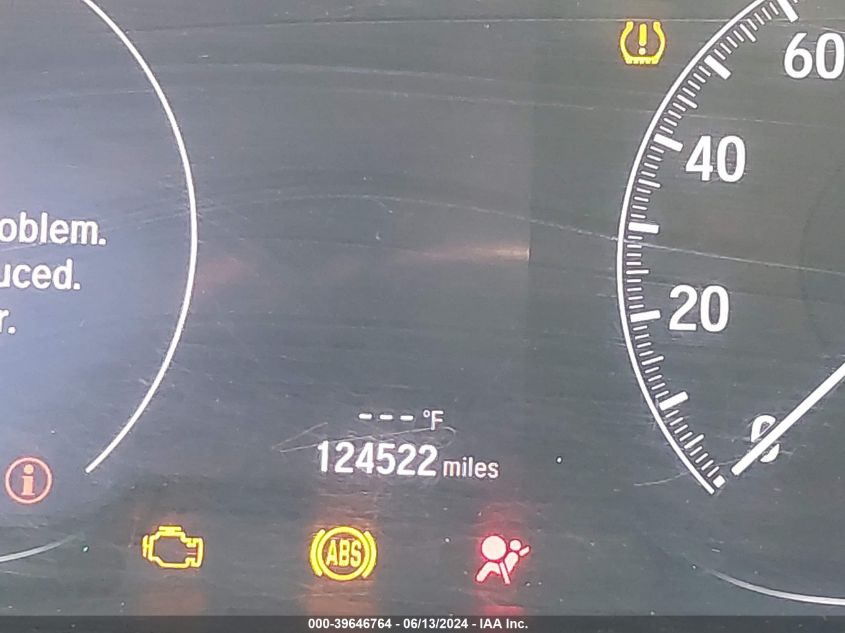 60
40
oblem.
uced.
r.
20
--- °F
0
124522 miles
i
ABS
000-39646764 - 06/13/2024 - IAA Inc.